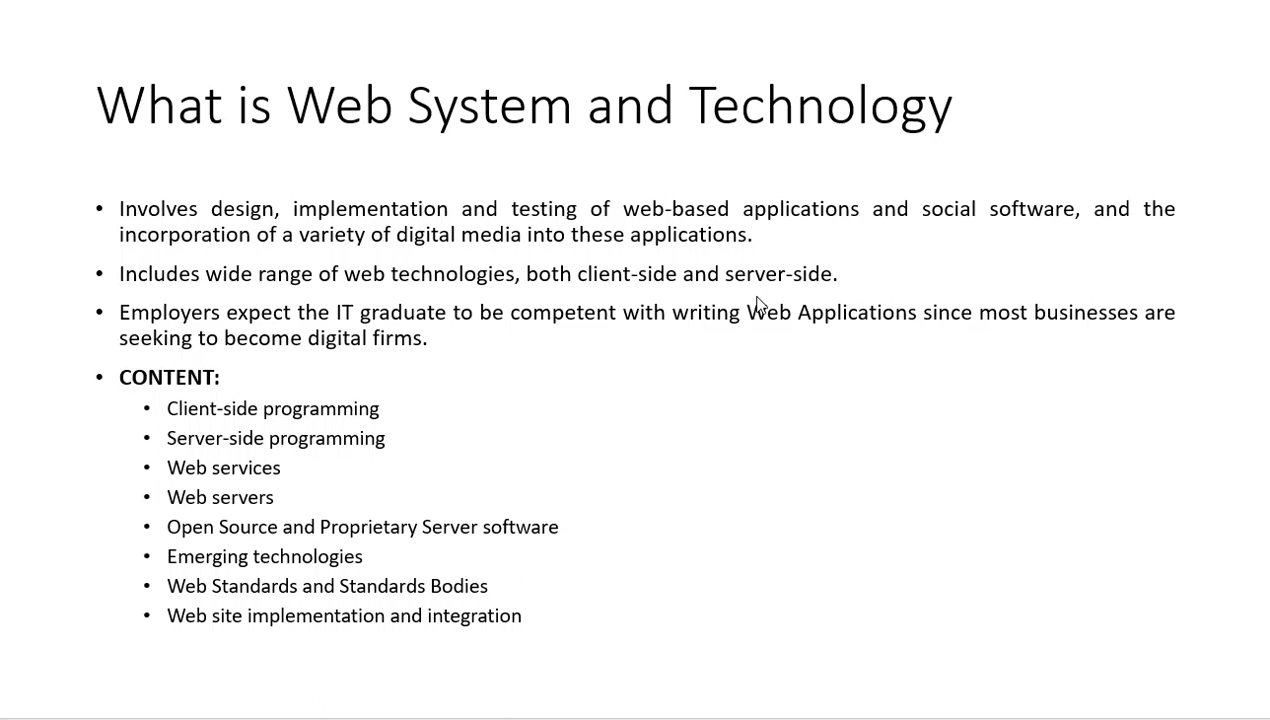 What is Web System and Technology
• Involves design, implementation and testing of web-based applications and social software, and the
incorporation of a variety of digital media into these applications.
• Includes wide range of web technologies, both client-side and server-side.
• Employers expect the IT graduate to be competent with writing Web Applications since most businesses are
seeking to become digital firms.
• CONTENT:
• Client-side programming
• Server-side programming
• Web services
• Web servers
• Open Source and Proprietary Server software
• Emerging technologies
• Web Standards and Standards Bodies
• Web site implementation and integration